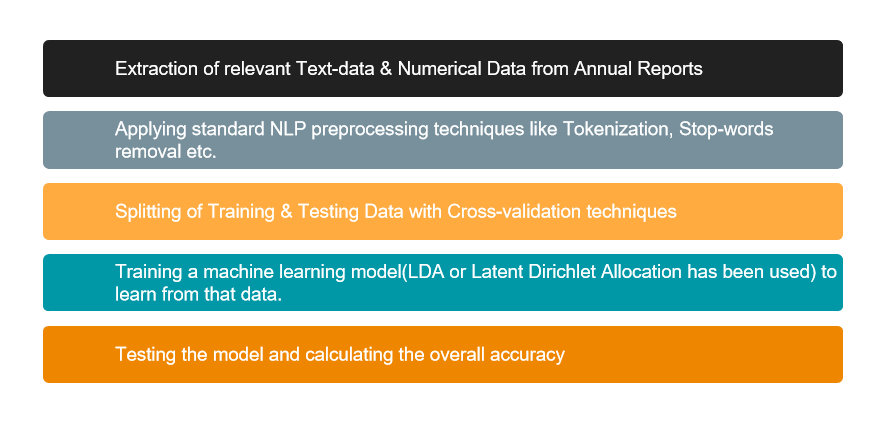 Extraction of relevant Text-data & Numerical Data from Annual Reports
Applying standard NLP preprocessing techniques like Tokenization, Stop-words
removal etc.
Splitting of Training & Testing Data with Cross-validation techniques
Training a machine learning model(LDA or Latent Dirichlet Allocation has been used) to
learn from that data.
Testing the model and calculating the overall accuracy